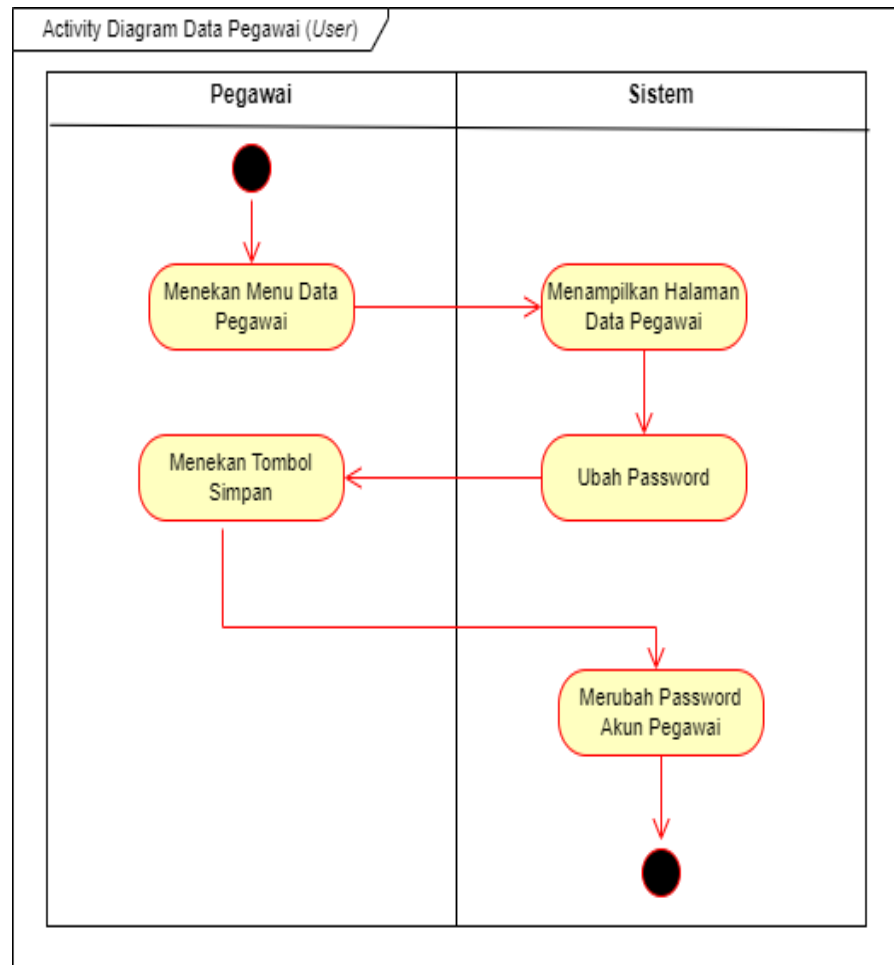 Activity Diagram Data Pegawai (User)
Pegawai
Sistem
Menekan Menu Data
Pegawai
Menampilkan Halaman
Data Pegawai
Menekan Tombol
Simpan
Ubah Password
Merubah Password
Akun Pegawai